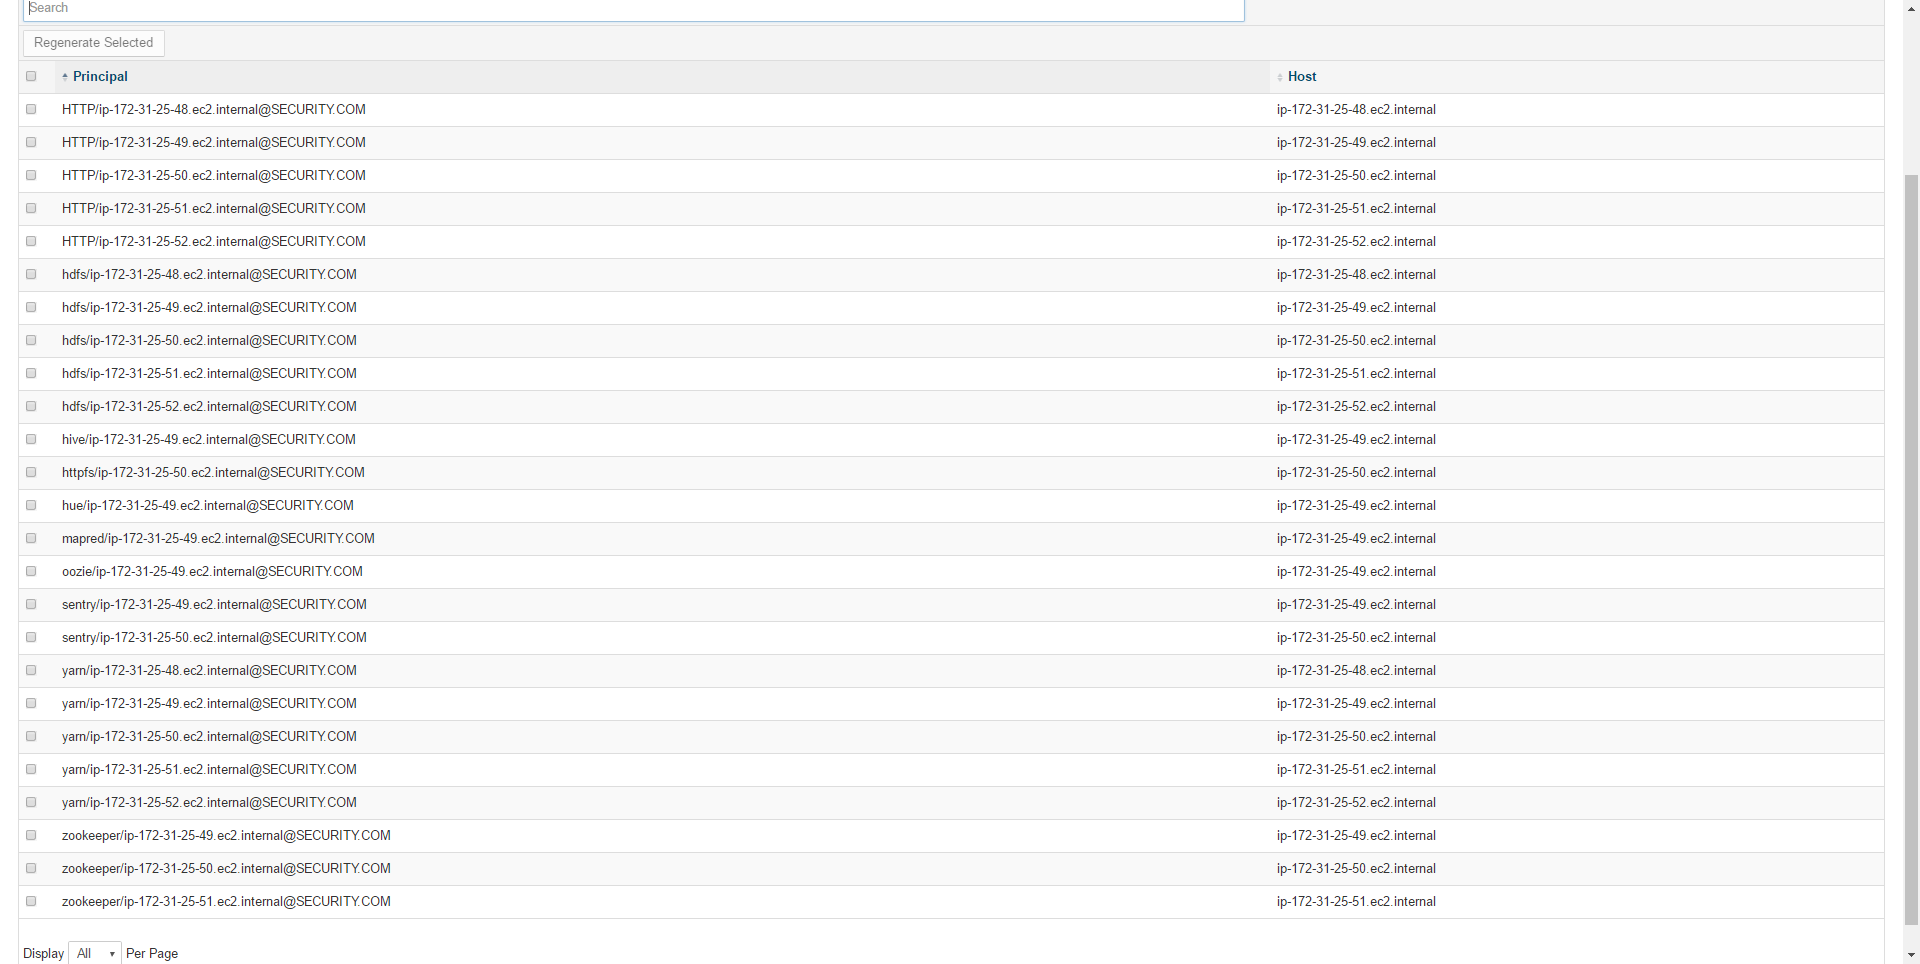 Search
Regenerate Selected
Principal Host
HTTP/ip-172-31-25-48.ec2.internal@SECURITY.COM ip-172-31-25-48.ec2.internal
HTTP/ip-172-31-25-49.ec2.internal@SECURITY.COM ip-172-31-25-49.ec2.internal
HTTP/ip-172-31-25-50.ec2.internal@SECURITY.COM ip-172-31-25-50.ec2.internal
HTTP/ip-172-31-25-51.ec2.internal@SECURITY.COM ip-172-31-25-51.ec2.internal
HTTP/ip-172-31-25-52.ec2.internal@SECURITY.COM ip-172-31-25-52.ec2.internal
hdfs/ip-172-31-25-48.ec2.internal@SECURITY.COM ip-172-31-25-48.ec2.internal
hdfs/ip-172-31-25-49.ec2.internal@SECURITY.COM ip-172-31-25-49.ec2.internal
hdfs/ip-172-31-25-50.ec2.internal@SECURITY.COM ip-172-31-25-50.ec2.internal
hdfs/ip-172-31-25-51.ec2.internal@SECURITY.COM ip-172-31-25-51.ec2.internal
hdfs/ip-172-31-25-52.ec2.internal@SECURITY.COM ip-172-31-25-52.ec2.internal
hive/ip-172-31-25-49.ec2.internal@SECURITY.COM ip-172-31-25-49.ec2.internal
httpfs/ip-172-31-25-50.ec2.internal@SECURITY.COM ip-172-31-25-50.ec2.internal
hue/ip-172-31-25-49.ec2.internal@SECURITY.COM ip-172-31-25-49.ec2.internal
mapred/ip-172-31-25-49.ec2.internal@SECURITY.COM ip-172-31-25-49.ec2.internal
oozie/ip-172-31-25-49.ec2.internal@SECURITY.COM ip-172-31-25-49.ec2.internal
sentry/ip-172-31-25-49.ec2.internal@SECURITY.COM ip-172-31-25-49.ec2.internal
sentry/ip-172-31-25-50.ec2.internal@SECURITY.COM ip-172-31-25-50.ec2.internal
yarn/ip-172-31-25-48.ec2.internal@SECURITY.COM ip-172-31-25-48.ec2.internal
yarn/ip-172-31-25-49.ec2.internal@SECURITY.COM ip-172-31-25-49.ec2.internal
yarn/ip-172-31-25-50.ec2.internal@SECURITY.COM ip-172-31-25-50.ec2.internal
yarn/ip-172-31-25-51.ec2.internal@SECURITY.COM ip-172-31-25-51.ec2.internal
yarn/ip-172-31-25-52.ec2.internal@SECURITY.COM ip-172-31-25-52.ec2.internal
zookeeper/ip-172-31-25-49.ec2.internal@SECURITY.COM ip-172-31-25-49.ec2.internal
zookeeper/ip-172-31-25-50.ec2.internal@SECURITY.COM ip-172-31-25-50.ec2.internal
zookeeper/ip-172-31-25-51.ec2.internal@SECURITY.COM ip-172-31-25-51.ec2.internal
Display All Per Page